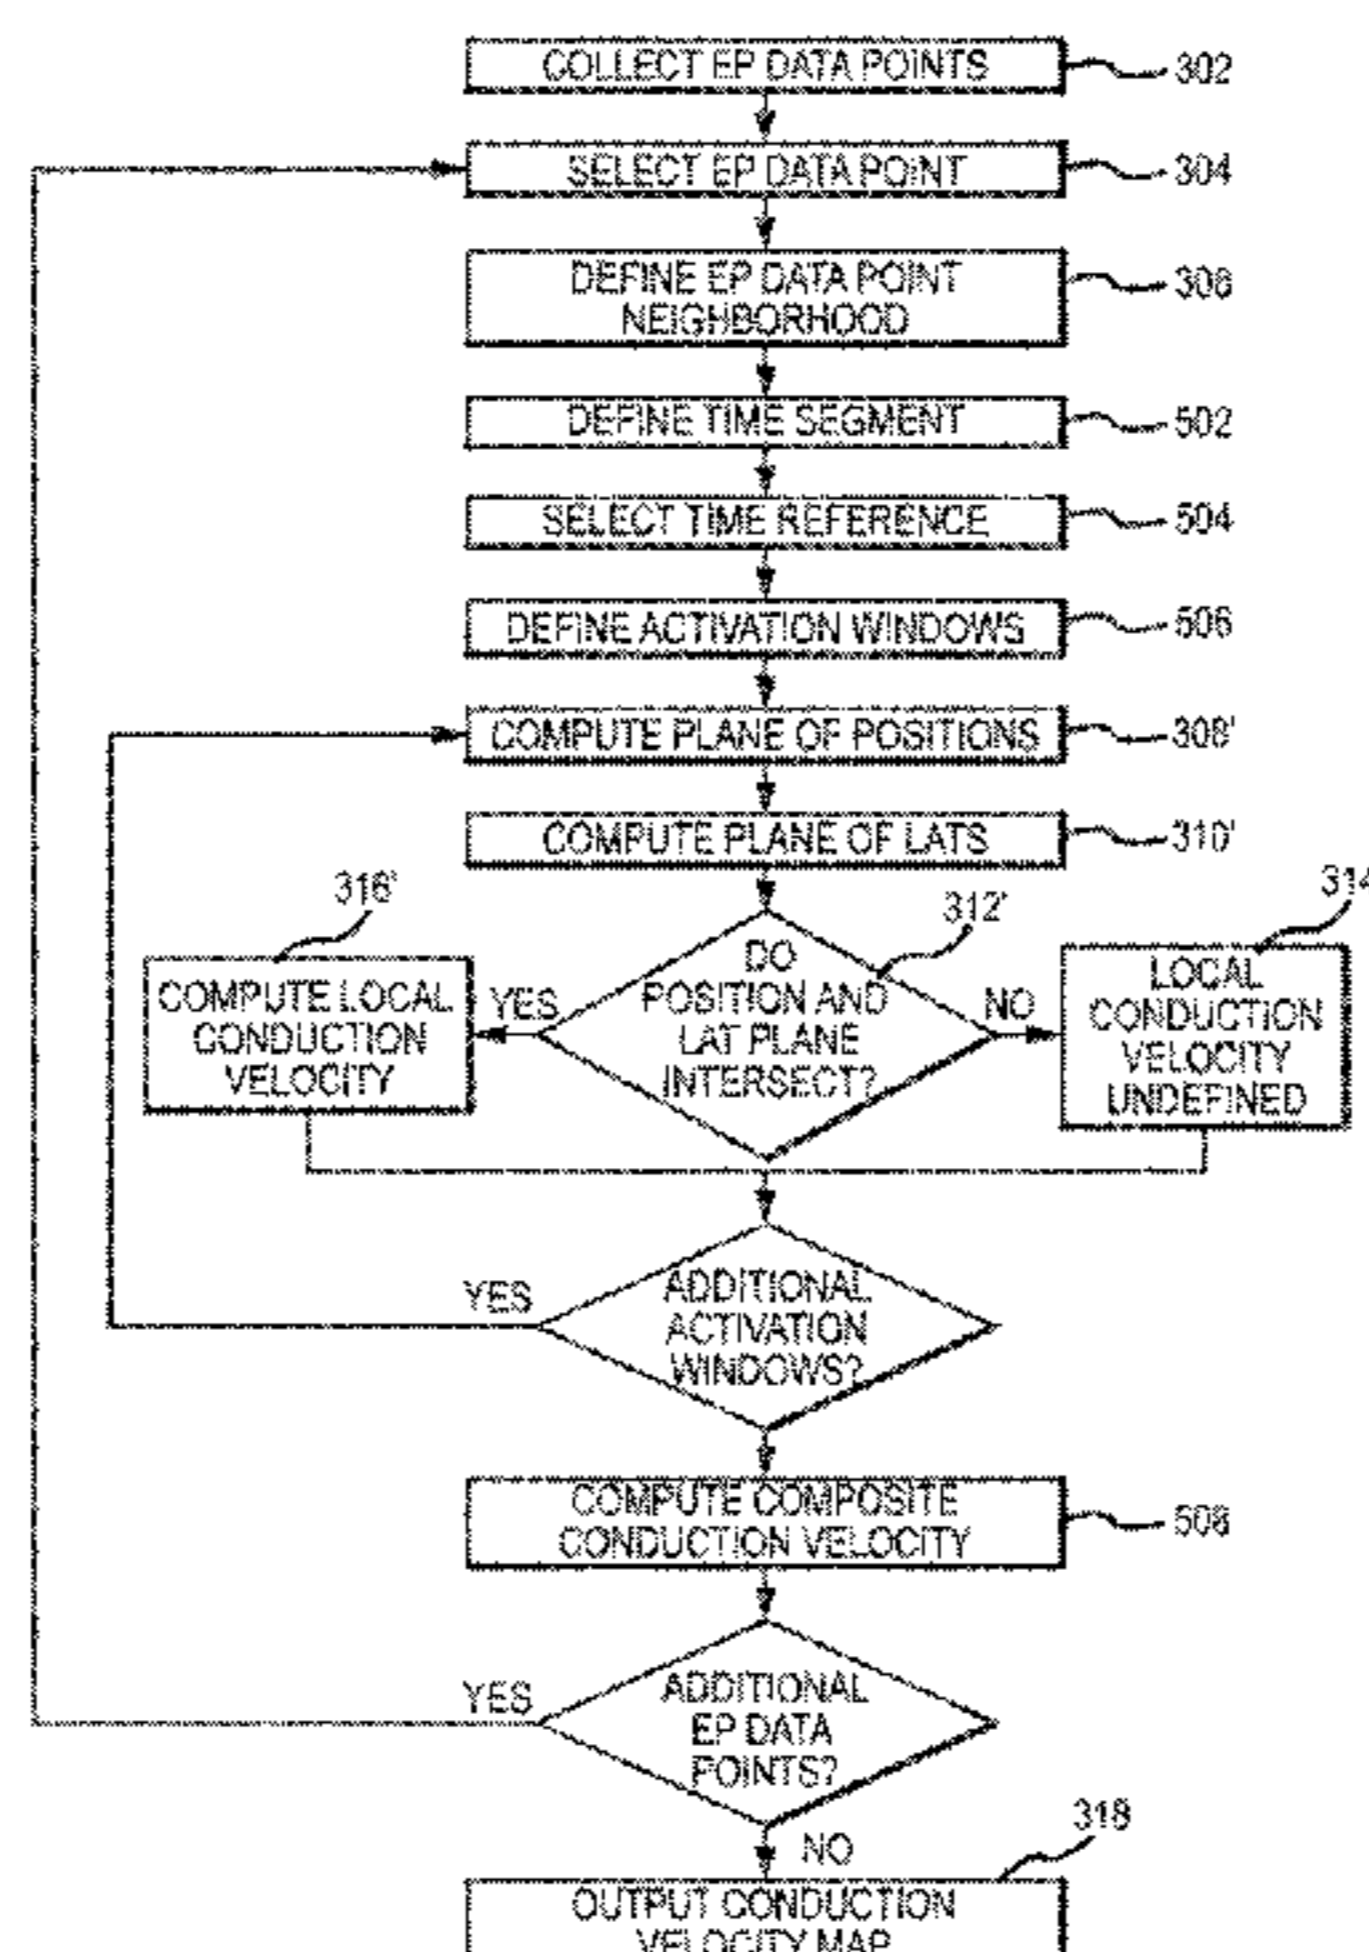 COLLECT EP DATA POINTS
302
SELECT EP DATA POINT
304
DEFINE EP DATA POINT
NEIGHBORHOOD
306
DEFINE TIME SEGMENT
502
SELECT TIME REFERENCE
504
DEFINE ACTIVATION WINDOWS
506
COMPUTE PLANE OF POSITIONS
308'
COMPUTE PLANE OF LATS
310'
316'
312'
314
COMPUTE LOCAL
CONDUCTION
VELOCITY
YES
DO
POSITION AND
LAT PLANE
INTERSECT?
NO
LOCAL
CONDUCTION
VELOCITY
UNDEFINED
YES
ADDITIONAL
ACTIVATION
WINDOWS?
COMPUTE COMPOSITE
CONDUCTION VELOCITY
508
YES
ADDITIONAL
EP DATA
POINTS?
NO
318
OUTPUT CONDUCTION
VELOCITY MAP